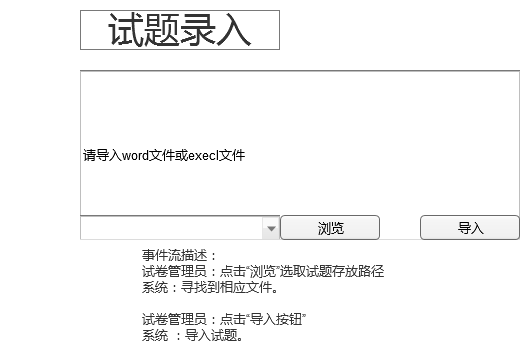 试题录入
请导入word文件或execl文件
浏览 导入
事件流描述：
试卷管理员：点击“浏览”选取试题存放路径
系统：寻找到相应文件。
试卷管理员：点击“导入按钮”
系统 ：导入试题。